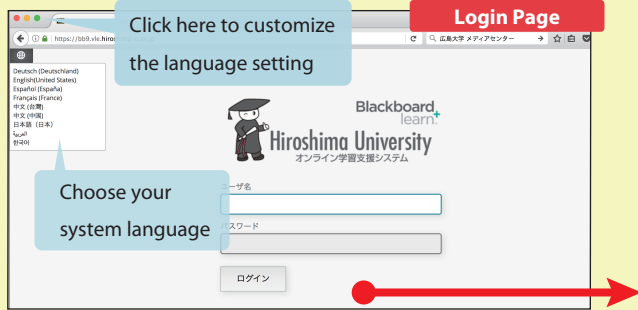 Login Page
Click here to customize
the language setting
https://bb9.vle.hiros
広島大学 メディアセンター
Deutsch (Deutschland)
English(United States)
Español (España)
Français (France)
中文 (台灣)
中文 (中国)
日本語（日本）
العربية
한국어
Blackboard
learn+
Hiroshima University
オンライン学習支援システム
Choose your
system language
ーザ名
パスワード
ログイン